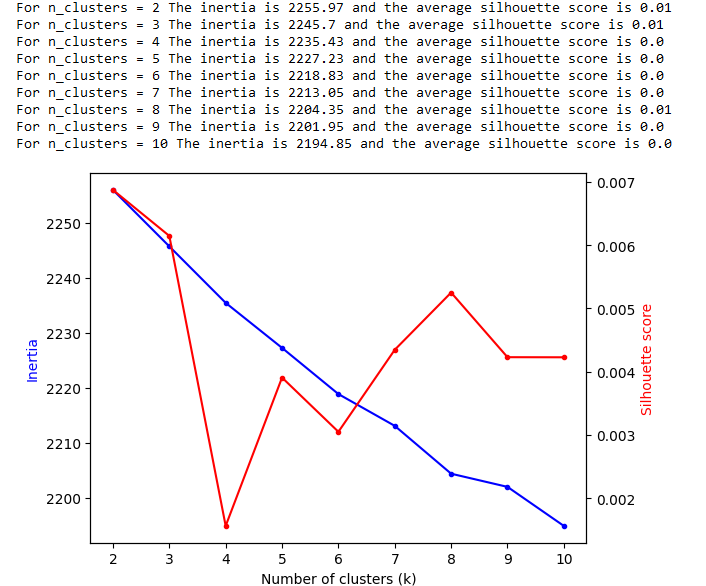 For n_clusters = 2 The inertia is 2255.97 and the average silhouette score is 0.01
For n_clusters = 3 The inertia is 2245.7 and the average silhouette score is 0.01
For n_clusters = 4 The inertia is 2235.43 and the average silhouette score is 0.0
For n_clusters = 5 The inertia is 2227.23 and the average silhouette score is 0.0
For n_clusters = 6 The inertia is 2218.83 and the average silhouette score is 0.0
For n_clusters = 7 The inertia is 2213.05 and the average silhouette score is 0.0
For n_clusters = 8 The inertia is 2204.35 and the average silhouette score is 0.01
For n_clusters = 9 The inertia is 2201.95 and the average silhouette score is 0.0
For n_clusters = 10 The inertia is 2194.85 and the average silhouette score is 0.0
Inertia
2250
2240
2230
2220
2210
2200
0.007
0.006
0.005
0.004
0.003
0.002
Silhouette score
2 3 4 5 6 7 8 9 10
Number of clusters (k)